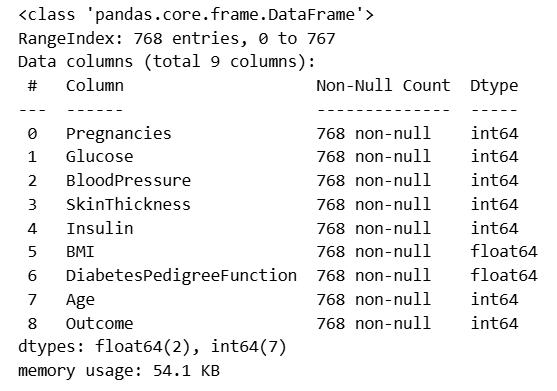 <class 'pandas.core.frame.DataFrame'>
RangeIndex: 768 entries, 0 to 767
Data columns (total 9 columns):
 #   Column                    Non-Null Count  Dtype
---  ------                    --------------  -----
 0   Pregnancies               768 non-null    int64
 1   Glucose                   768 non-null    int64
 2   BloodPressure             768 non-null    int64
 3   SkinThickness             768 non-null    int64
 4   Insulin                   768 non-null    int64
 5   BMI                       768 non-null    float64
 6   DiabetesPedigreeFunction  768 non-null    float64
 7   Age                       768 non-null    int64
 8   Outcome                   768 non-null    int64
dtypes: float64(2), int64(7)
memory usage: 54.1 KB